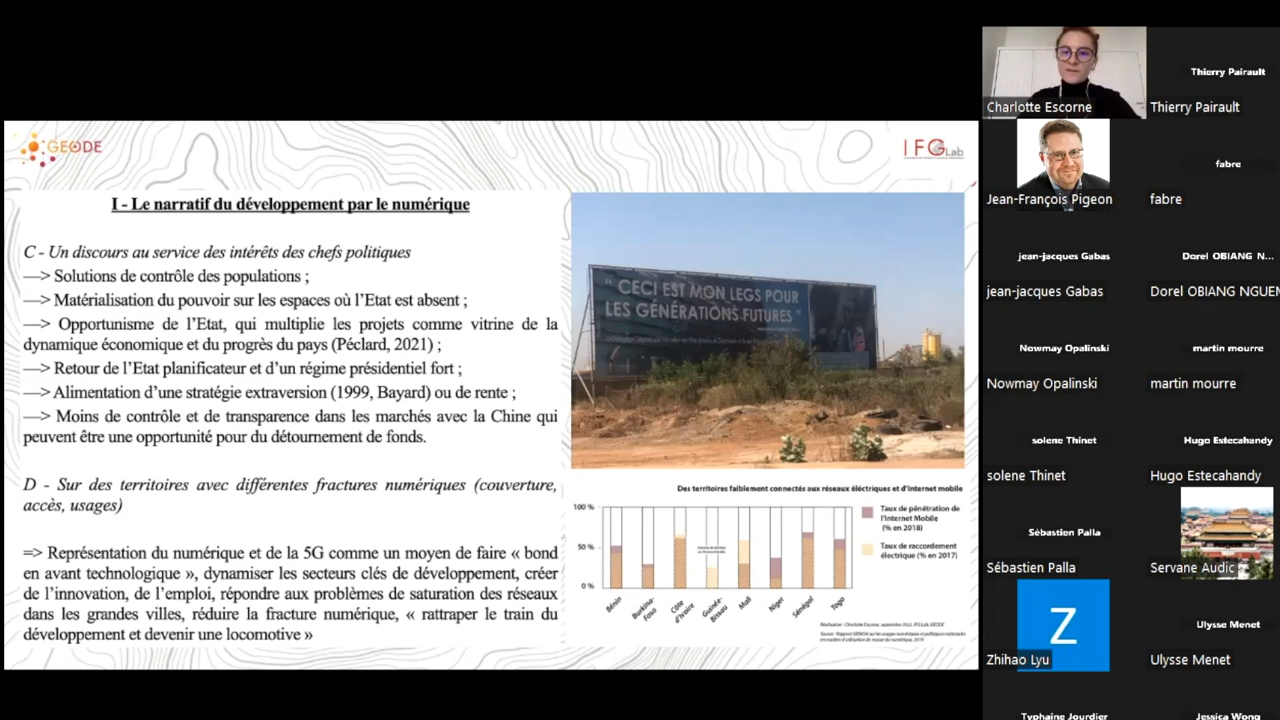 GEODE
IFGLab
I - Le narratif du développement par le numérique
C - Un discours au service des intérêts des chefs politiques
—> Solutions de contrôle des populations ;
—> Matérialisation du pouvoir sur les espaces où l'Etat est absent ;
—> Opportunisme de l'Etat, qui multiplie les projets comme vitrine de la
dynamique économique et du progrès du pays (Péclard, 2021) ;
—> Retour de l'Etat planificateur et d'un régime présidentiel fort ;
—> Alimentation d'une stratégie extraversion (1999, Bayard) ou de rente ;
—> Moins de contrôle et de transparence dans les marchés avec la Chine qui
peuvent être une opportunité pour du détournement de fonds.
D - Sur des territoires avec différentes fractures numériques (couverture,
accès, usages)
=> Représentation du numérique et de la 5G comme un moyen de faire « bond
en avant technologique », dynamiser les secteurs clés de développement, créer
de l'innovation, de l'emploi, répondre aux problèmes de saturation des réseaux
dans les grandes villes, réduire la fracture numérique, « rattraper le train du
développement et devenir une locomotive »
" CECI EST MON LEGS POUR
LES GÉNÉRATIONS FUTURES "
Des territoires faiblement connectés aux réseaux éléctriques et d'Internet mobile
100 %
50 %
0 %
Taux de pénétration de
l'Internet Mobile
(% en 2018)
Taux de raccordement
électrique (% en 2017)
Bénin
Burkina-
Faso
Côte
d'Ivoire
Guinée-
Bissau
Mali
Niger
Sénégal
Togo
Réalisation : Charlotte Escorne, septembre 2022, IFGLab, GEODE
Charlotte Escorne
Thierry Pairault
Thierry Pairault
Jean-François Pigeon
fabre
fabre
jean-jacques Gabas
jean-jacques Gabas
Dorel OBIANG N...
Dorel OBIANG NGUEM
Nowmay Opalinski
Nowmay Opalinski
martin mourre
martin mourre
solene Thinet
solene Thinet
Hugo Estecahandy
Hugo Estecahandy
Sébastien Palla
Sébastien Palla
Servane Audic
Z
Zhihao Lyu
Ulysse Menet
Ulysse Menet
Typhaine Jourdier
Jessica Wong